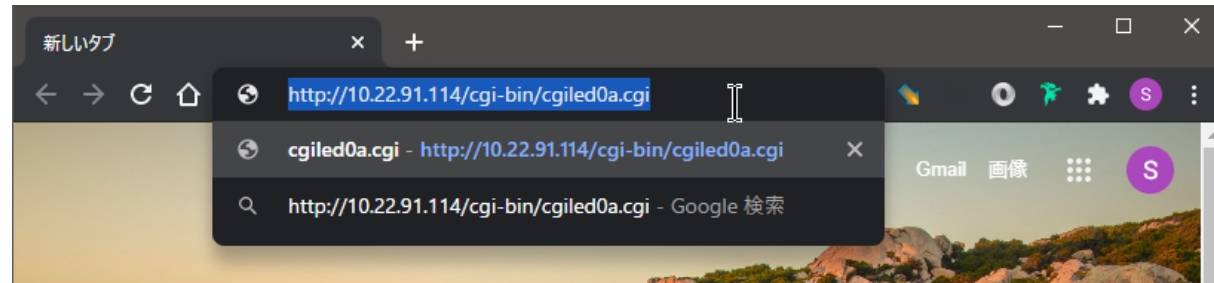 新しいタブ
http://10.22.91.114/cgi-bin/cgiled0a.cgi
S
cgiled0a.cgi - http://10.22.91.114/cgi-bin/cgiled0a.cgi
Gmail 画像 S
http://10.22.91.114/cgi-bin/cgiled0a.cgi - Google 検索